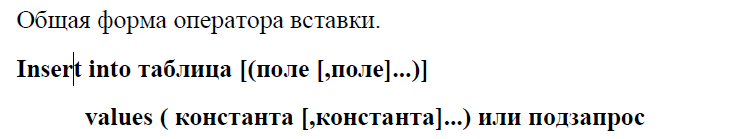 Общая форма оператора вставки.
Insert into таблица [(поле [,поле]...)]
values ( константа [,константа]...) или подзапрос